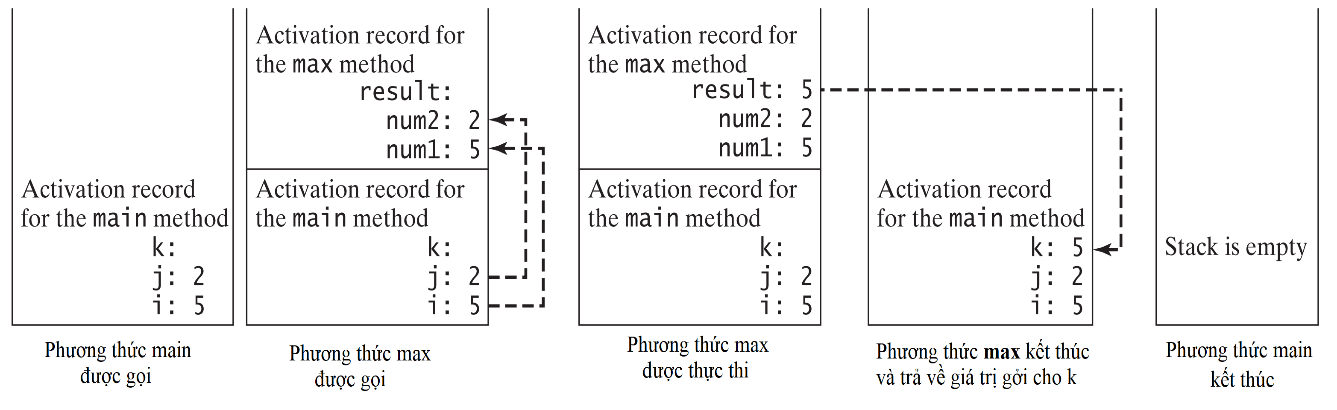 Activation record
for the main method
k:
j: 2
i: 5
Phương thức main
được gọi
Activation record for
the max method
result:
num2: 2
num1: 5
Activation record for
the main method
k:
j: 2
i: 5
Phương thức max
được gọi
Activation record for
the max method
result: 5
num2: 2
num1: 5
Activation record for
the main method
k:
j: 2
i: 5
Phương thức max
dược thực thi
Activation record
for the main method
k: 5
j: 2
i: 5
Phương thức max kết thúc
và trả về giá trị gởi cho k
Stack is empty
Phương thức main
kết thúc